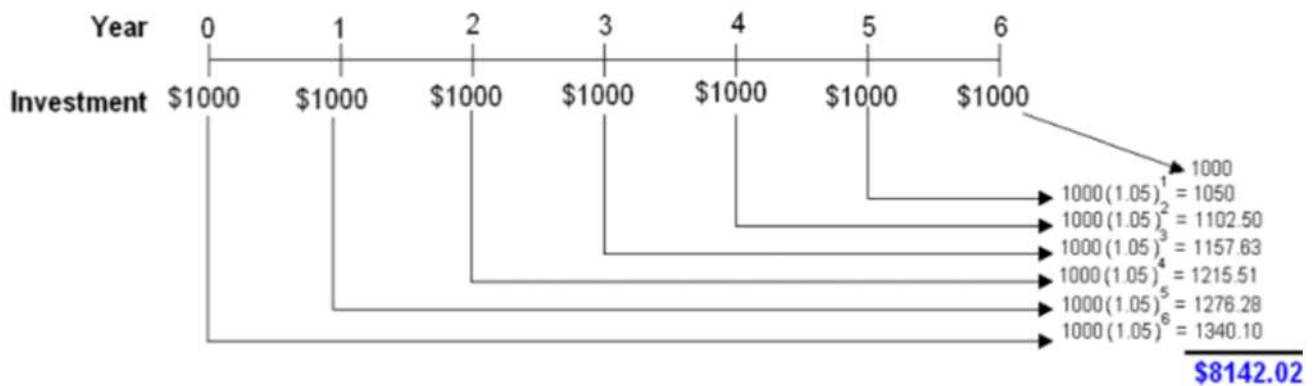 Year 0 1 2 3 4 5 6
Investment $1000 $1000 $1000 $1000 $1000 $1000 $1000
1000
1000(1.05)^1 = 1050
1000(1.05)^2 = 1102.50
1000(1.05)^3 = 1157.63
1000(1.05)^4 = 1215.51
1000(1.05)^5 = 1276.28
1000(1.05)^6 = 1340.10
$8142.02